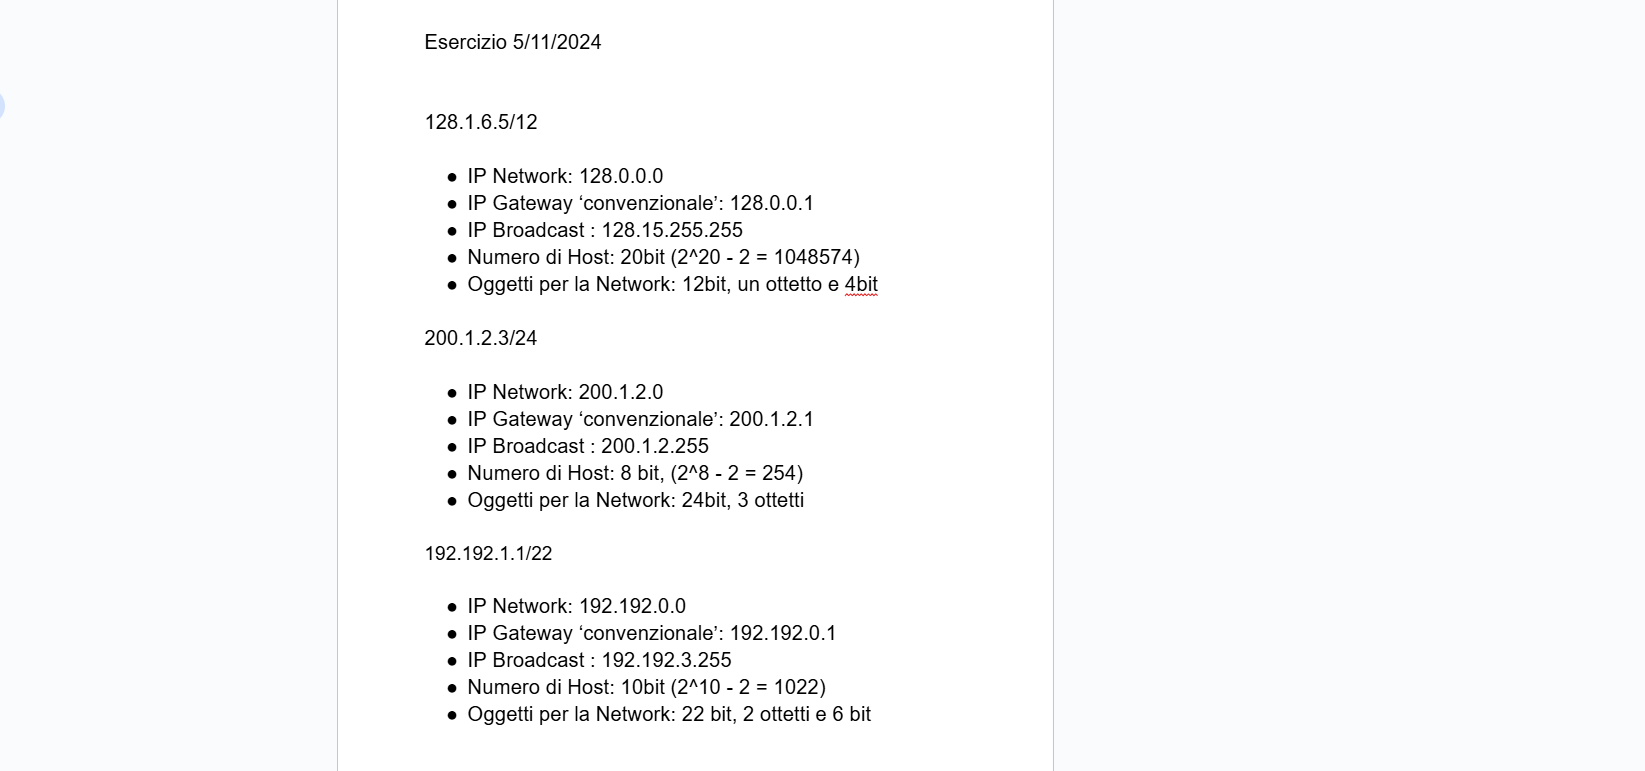 Esercizio 5/11/2024
128.1.6.5/12
● IP Network: 128.0.0.0
● IP Gateway ‘convenzionale’: 128.0.0.1
● IP Broadcast : 128.15.255.255
● Numero di Host: 20bit (2^20 - 2 = 1048574)
● Oggetti per la Network: 12bit, un ottetto e 4bit
200.1.2.3/24
● IP Network: 200.1.2.0
● IP Gateway ‘convenzionale’: 200.1.2.1
● IP Broadcast : 200.1.2.255
● Numero di Host: 8 bit, (2^8 - 2 = 254)
● Oggetti per la Network: 24bit, 3 ottetti
192.192.1.1/22
● IP Network: 192.192.0.0
● IP Gateway ‘convenzionale’: 192.192.0.1
● IP Broadcast : 192.192.3.255
● Numero di Host: 10bit (2^10 - 2 = 1022)
● Oggetti per la Network: 22 bit, 2 ottetti e 6 bit